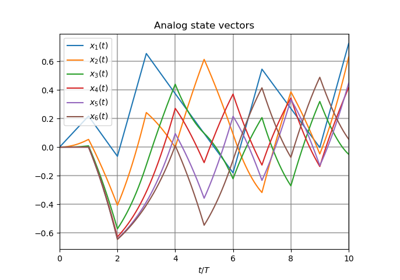 Analog state vectors
x₁(t)
x₂(t)
x₃(t)
x₄(t)
x₅(t)
x₆(t)
0.6
0.4
0.2
0.0
−0.2
−0.4
−0.6
0 2 4 6 8 10
t/T